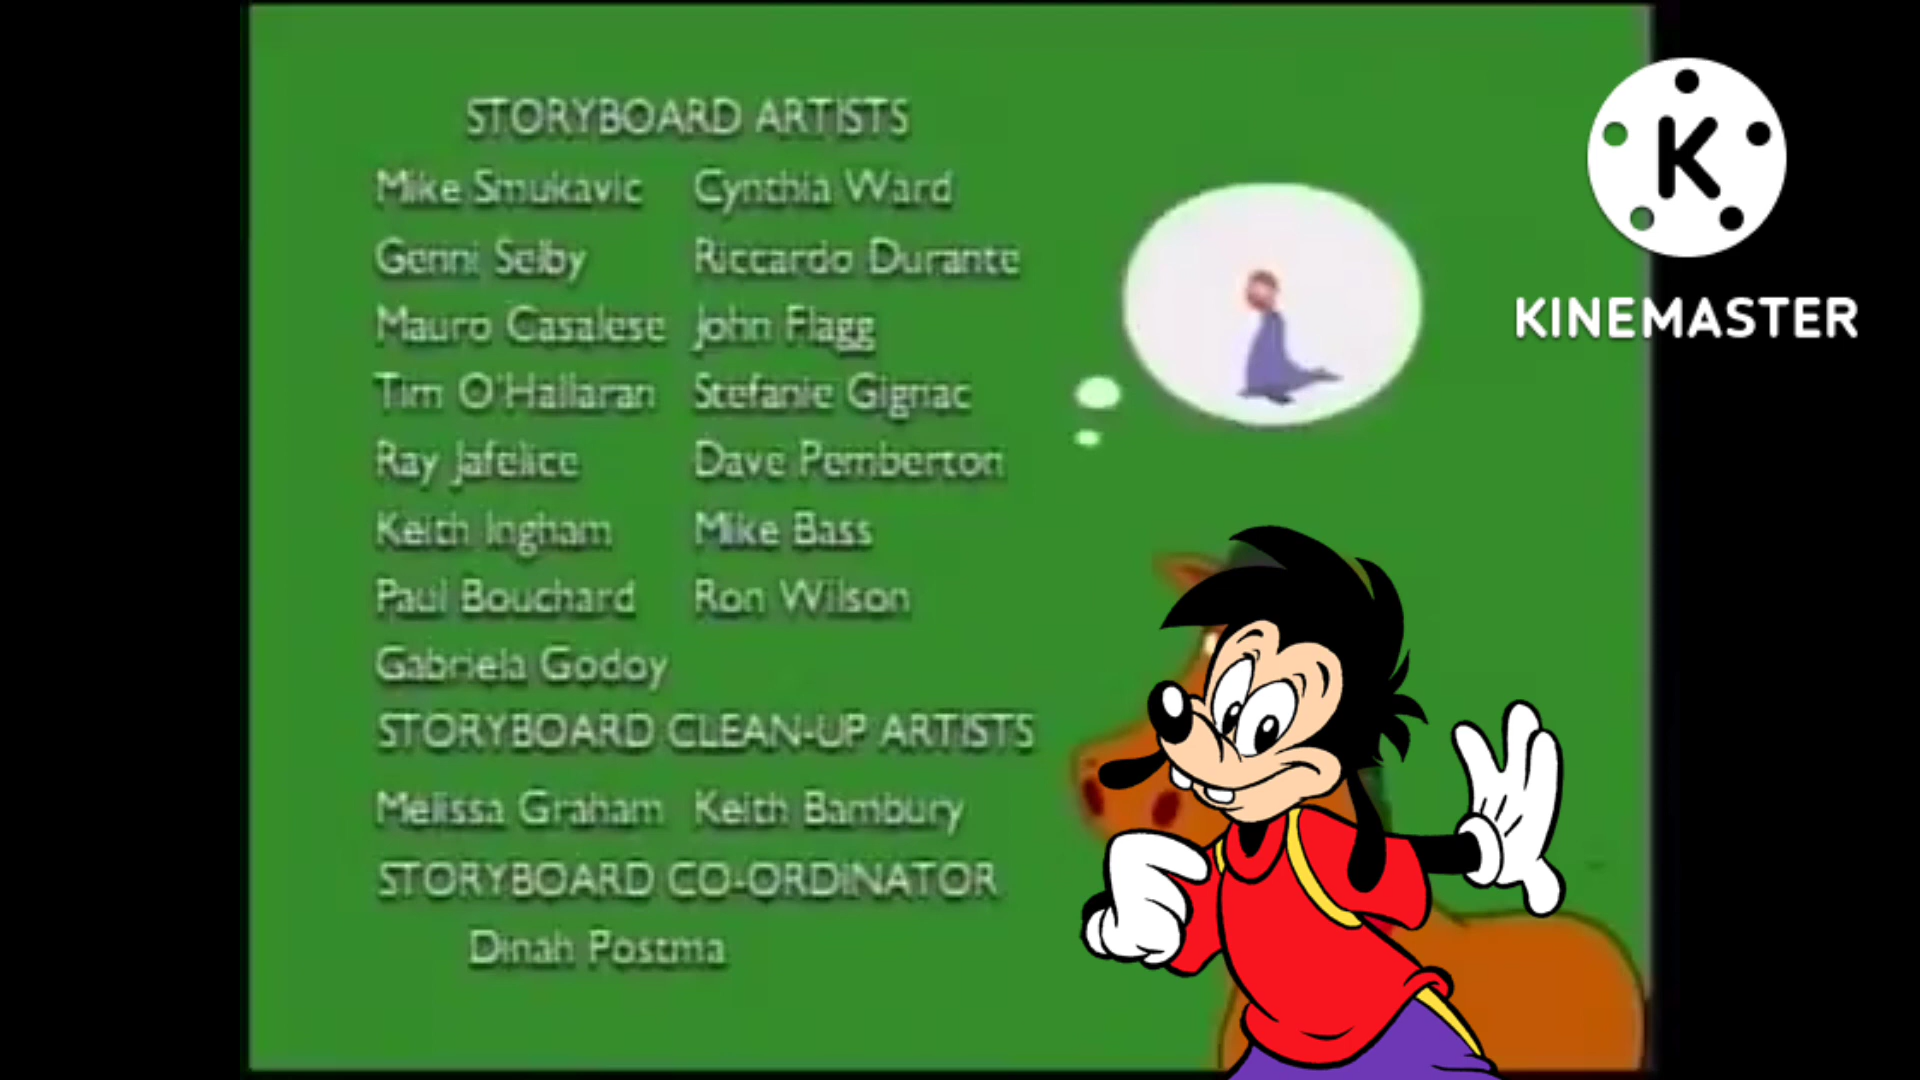 STORYBOARD ARTISTS
Mike Smukavic Cynthia Ward
Genni Selby Riccardo Durante
Mauro Casalese John Flagg
Tim O'Hallaran Stefanie Gignac
Ray Jafelice Dave Pemberton
Keith Ingham Mike Bass
Paul Bouchard Ron Wilson
Gabriela Godoy
STORYBOARD CLEAN-UP ARTISTS
Melissa Graham Keith Bambury
STORYBOARD CO-ORDINATOR
Dinah Postma
K
KINEMASTER